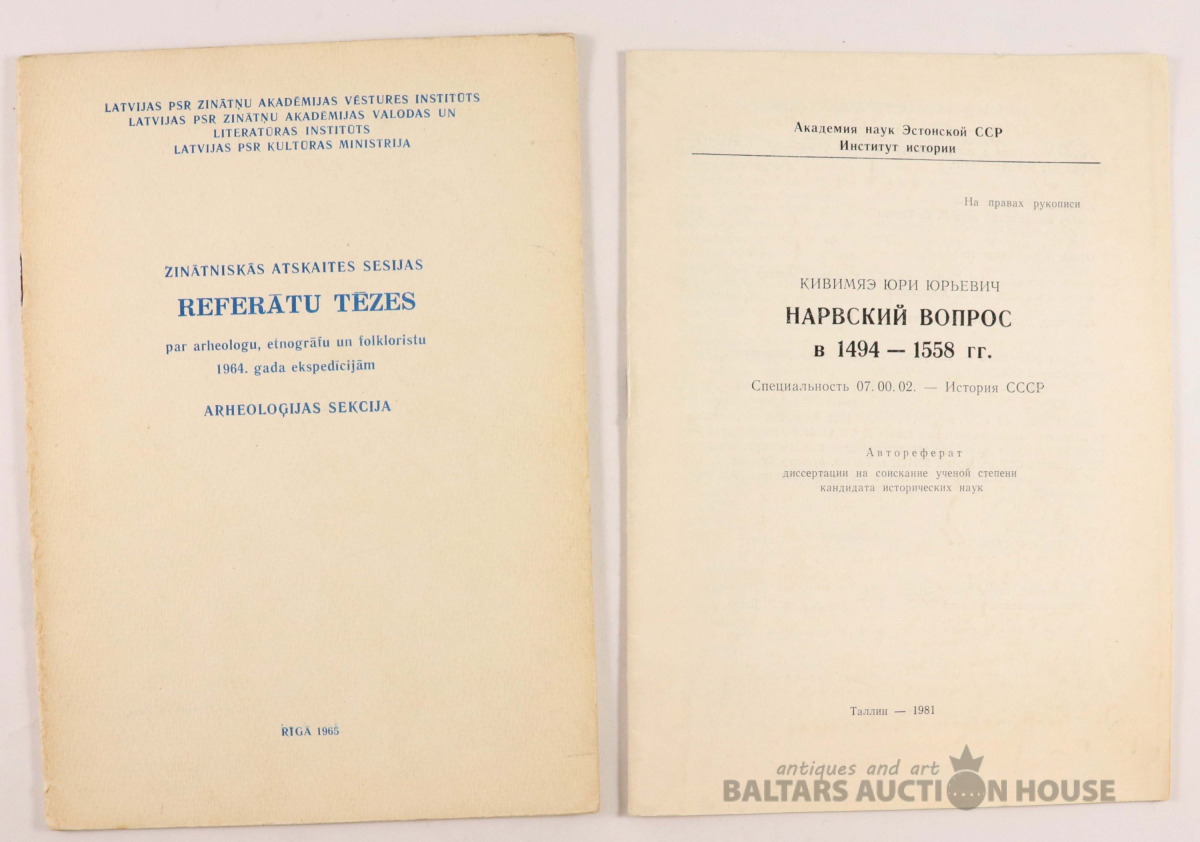 LATVIJAS PSR ZINĀTŅU AKADĒMIJAS VĒSTURES INSTITŪTS
LATVIJAS PSR ZINĀTŅU AKADĒMIJAS VALODAS UN
LITERATŪRAS INSTITŪTS
LATVIJAS PSR KULTŪRAS MINISTRIJA
ZINĀTNISKĀS ATSKAITES SESIJAS
REFERĀTU TĒZES
par arheologu, etnogrāfu un folkloristu
1964. gada ekspedīcijām
ARHEOLOĢIJAS SEKCIJA
RĪGĀ 1965
Академия наук Эстонской ССР
Институт истории
На правах рукописи
КИВИМЯЭ ЮРИ ЮРЬЕВИЧ
НАРВСКИЙ ВОПРОС
в 1494 — 1558 гг.
Специальность 07.00.02. — История СССР
Автореферат
диссертации на соискание ученой степени
кандидата исторических наук
Таллин — 1981
antiques and art
BALTARS AUCTION HOUSE